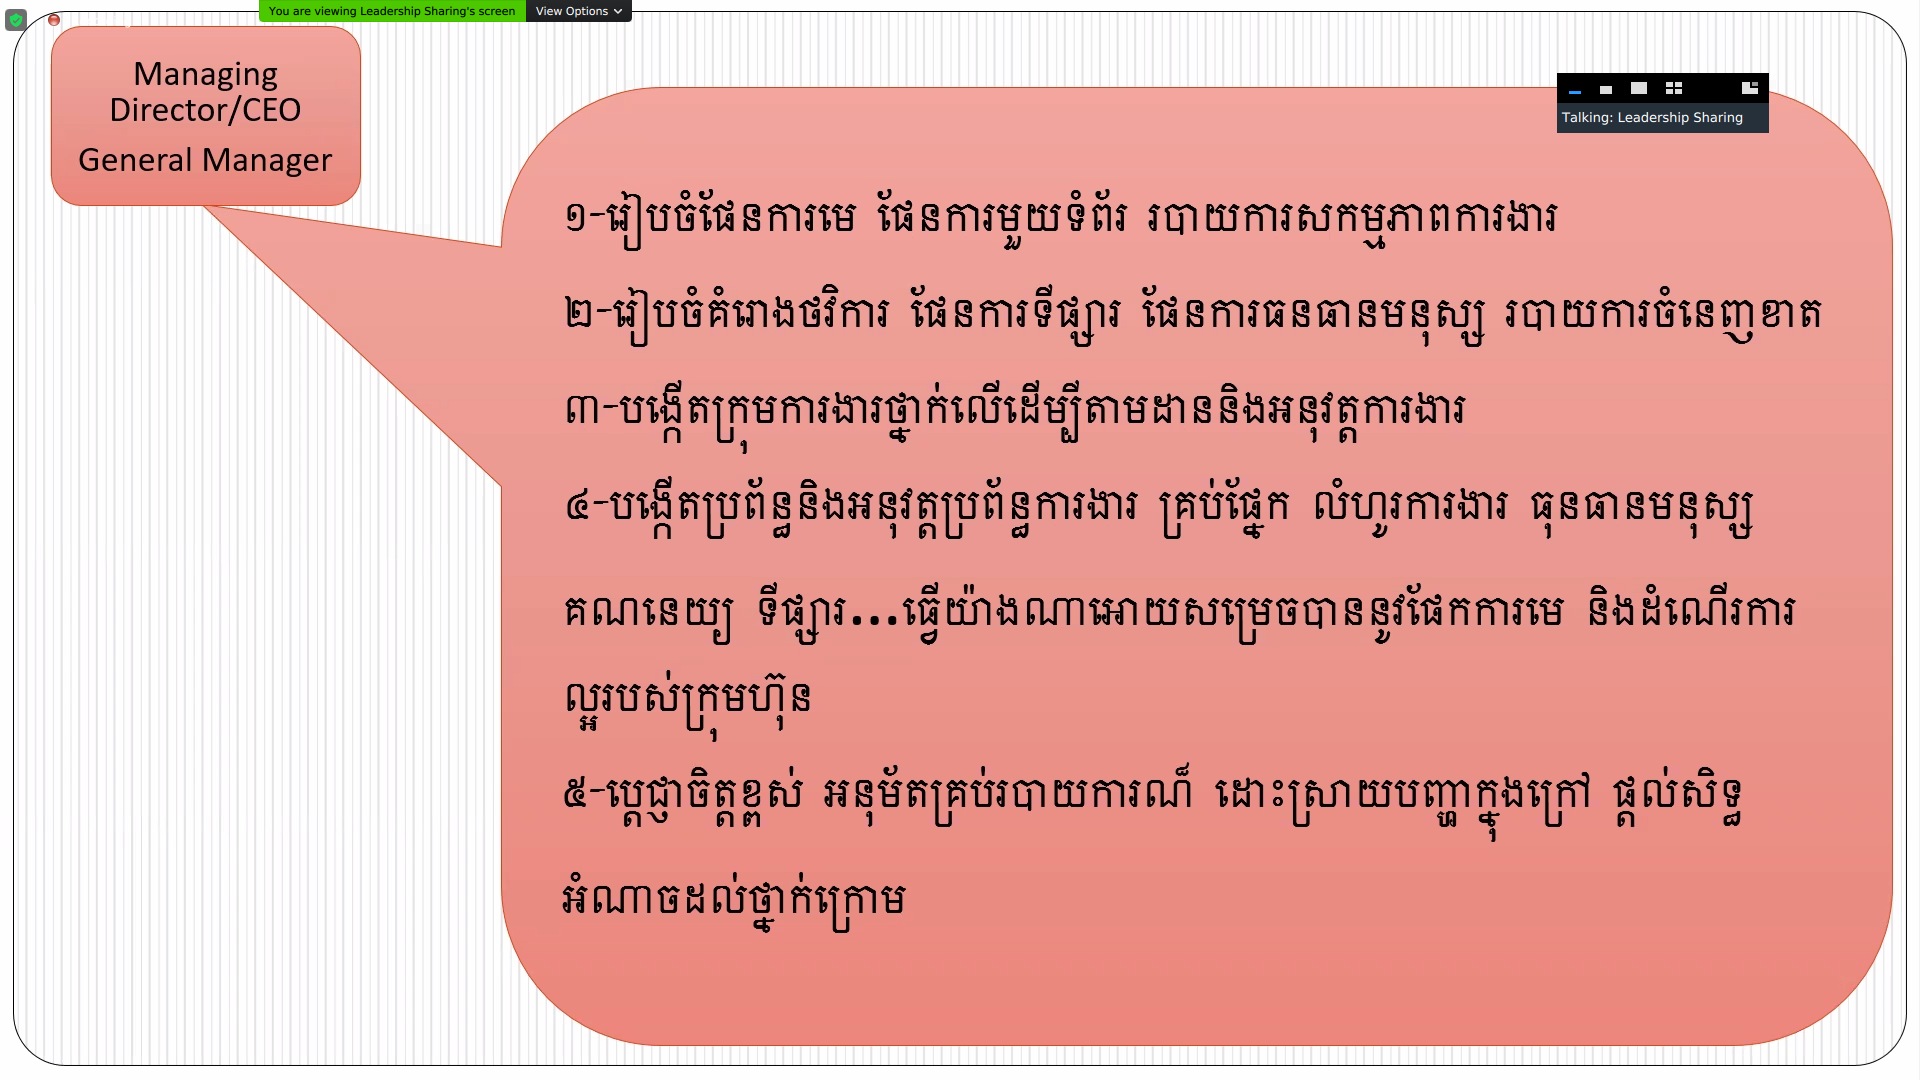 You are viewing Leadership Sharing's screen View Options
Managing
Director/CEO
General Manager
Talking: Leadership Sharing
១-រៀបចំផែនការមេ ផែនការមួយទំព័រ របាយការសកម្មភាពការងារ
២-រៀបចំគំរោងថវិការ ផែនការទីផ្សារ ផែនការធនធានមនុស្ស របាយការចំនេញខាត
៣-បង្កើតក្រុមការងារថ្នាក់លើដើម្បីតាមដាននិងអនុវត្តការងារ
៤-បង្កើតប្រព័ន្ធនិងអនុវត្តប្រព័ន្ធការងារ គ្រប់ផ្នែក លំហូរការងារ ធុនធានមនុស្ស
គណនេយ្យ ទីផ្សារ...ធ្វើយ៉ាងណាអោយសម្រេចបាននូវផែកការមេ និងដំណើរការ
ល្អរបស់ក្រុមហ៊ុន
៥-ប្តេជ្ញាចិត្តខ្ពស់ អនុម័តគ្រប់របាយការណ៍ ដោះស្រាយបញ្ហាក្នុងក្រៅ ផ្តល់សិទ្ធ
អំណាចដល់ថ្នាក់ក្រោម